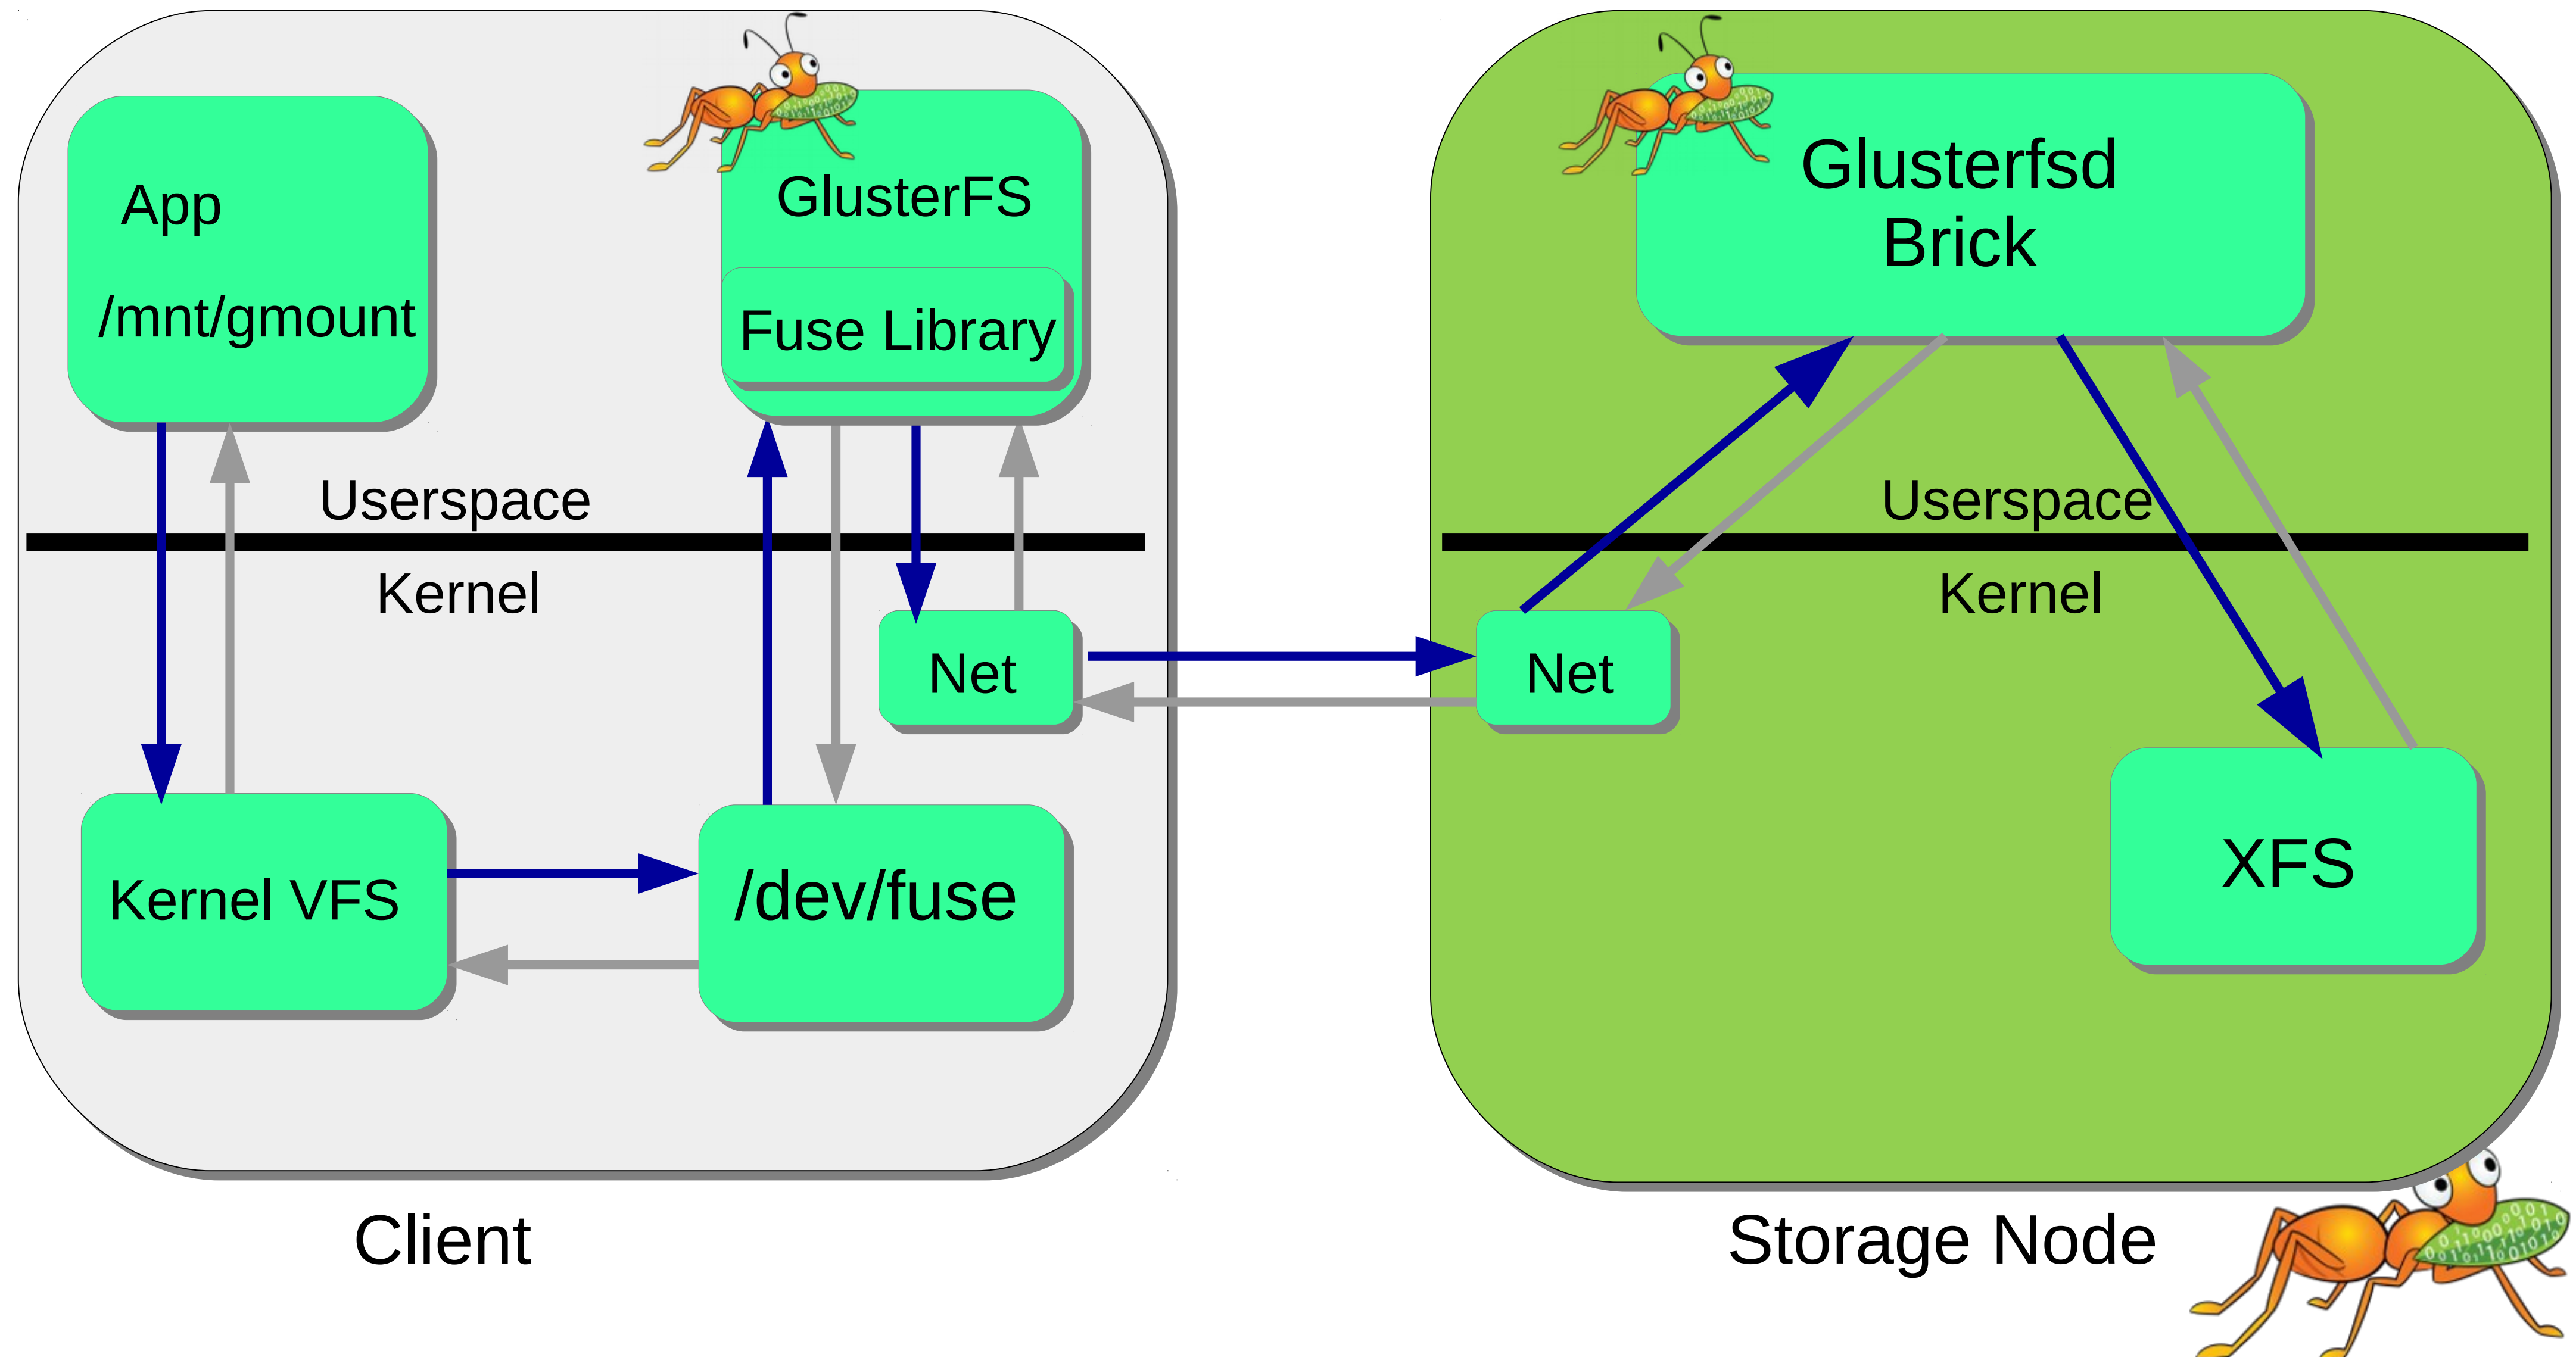 App
/mnt/gmount
GlusterFS
Fuse Library
Userspace
Kernel
Net
Kernel VFS
/dev/fuse
Client
Glusterfsd
Brick
Userspace
Kernel
Net
XFS
Storage Node